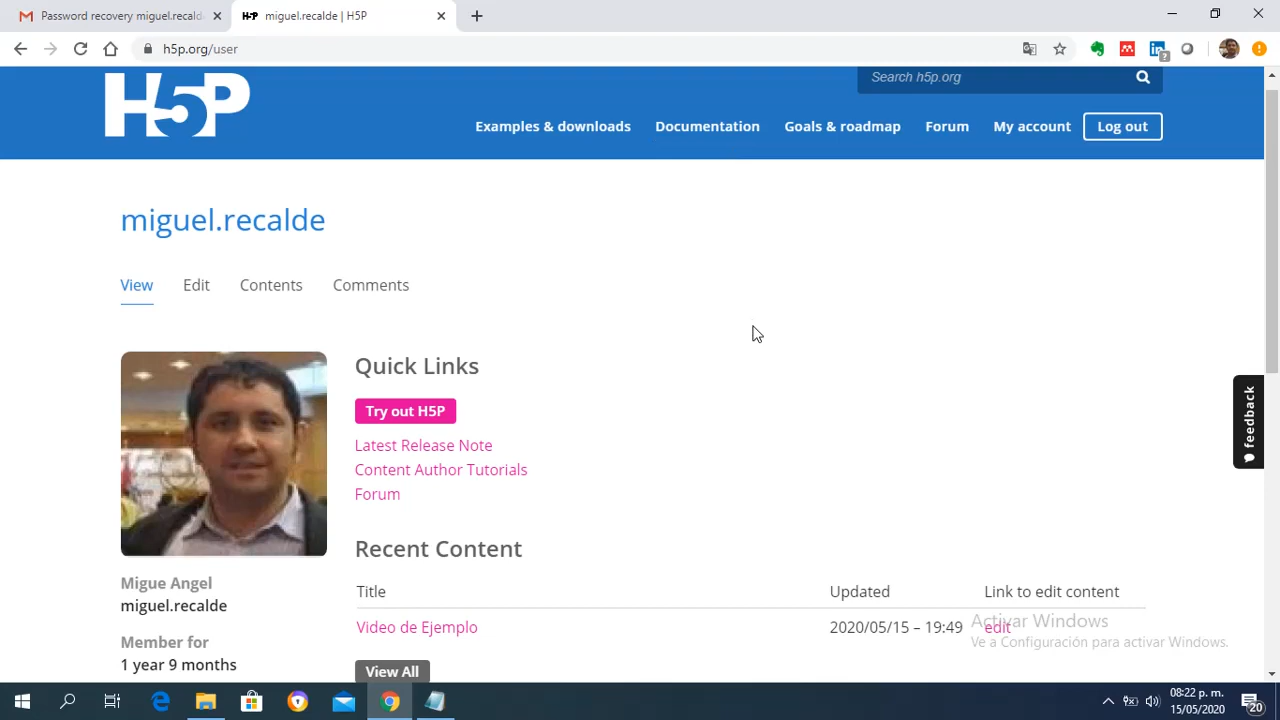 Password recovery miguel.recald
miguel.recalde | H5P
h5p.org/user
H5P
Search h5p.org
Examples & downloads
Documentation
Goals & roadmap
Forum
My account
Log out
miguel.recalde
View
Edit
Contents
Comments
Quick Links
Try out H5P
Latest Release Note
Content Author Tutorials
Forum
Migue Angel
miguel.recalde
Member for
1 year 9 months
Recent Content
Title
Updated
Link to edit content
Video de Ejemplo
2020/05/15 – 19:49
edit
View All
feedback
Activar Windows
Ve a Configuración para activar Windows.
08:22 p. m.
15/05/2020
20